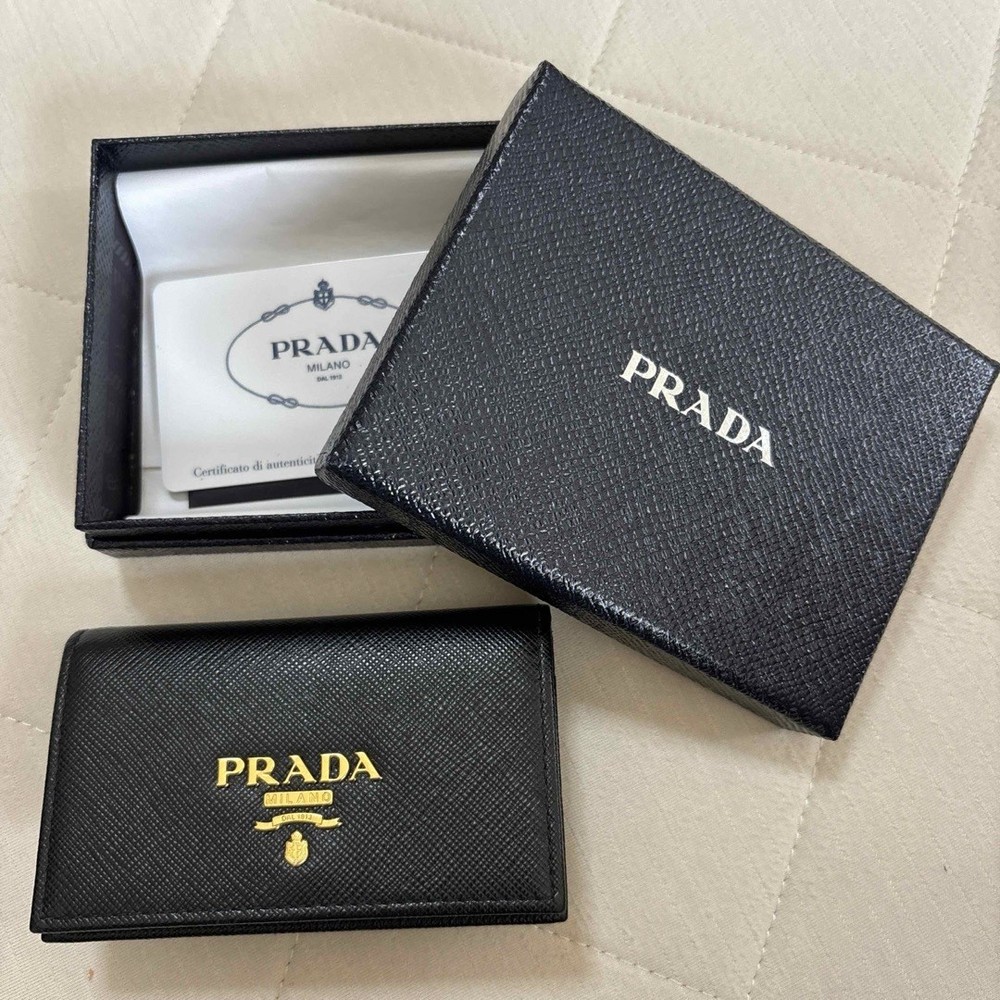 PRADA
MILANO
DAL 1913
Certificato di autenticit
PRADA
PRADA
MILANO
DAL 1913